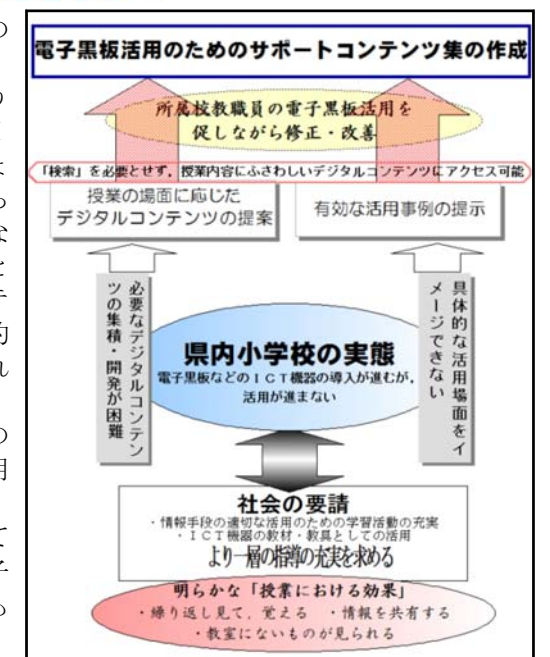 電子黒板活用のためのサポートコンテンツ集の作成
所属校教職員の電子黒板活用を
促しながら修正・改善
「検索」を必要とせず，授業内容にふさわしいデジタルコンテンツにアクセス可能
授業の場面に応じた
デジタルコンテンツの提案
有効な活用事例の提示
必要なデジタルコンテン
ツの集積・開発が困難
具体的な活用場面をイ
メージできない
県内小学校の実態
電子黒板などのＩＣＴ機器の導入が進むが，
活用が進まない
社会の要請
・情報手段の適切な活用のための学習活動の充実
・ＩＣＴ機器の教材・教具としての活用
より一層の指導の充実を求める
明らかな「授業における効果」
・繰り返し見て，覚える　・情報を共有する
・教室にないものが見られる